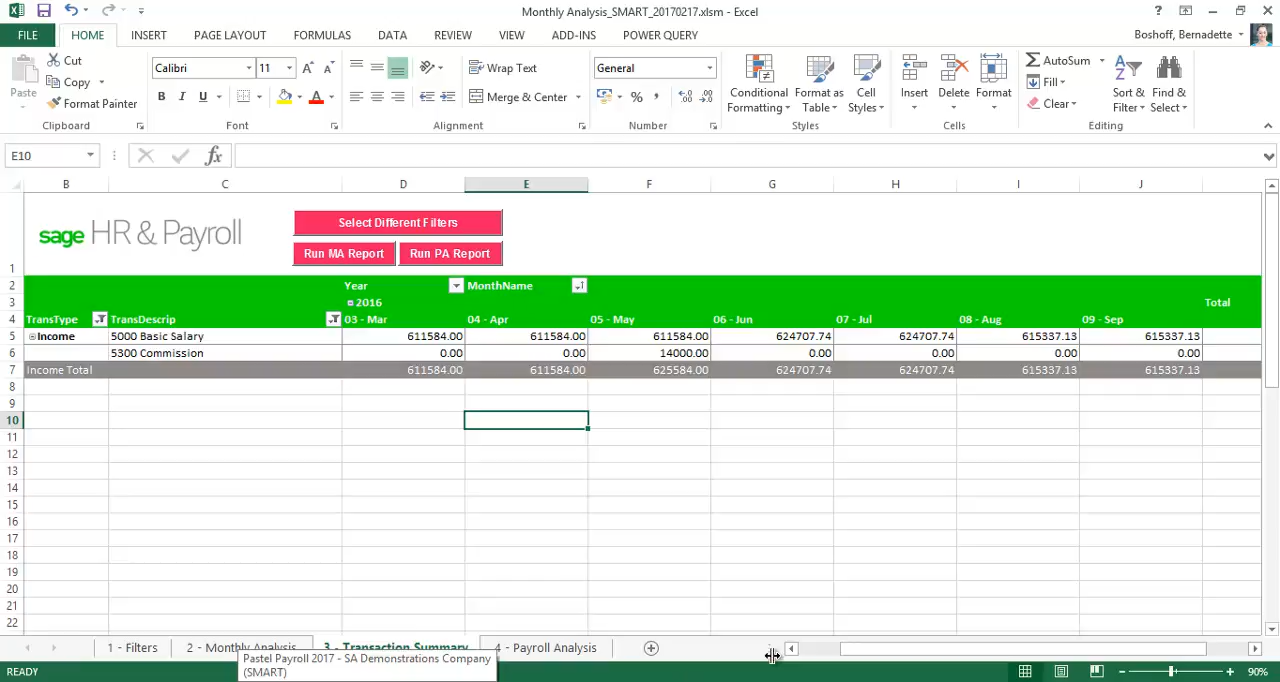 Monthly Analysis_SMART_20170217.xlsm - Excel
FILE HOME INSERT PAGE LAYOUT FORMULAS DATA REVIEW VIEW ADD-INS POWER QUERY Boshoff, Bernadette
Paste Cut Copy Format Painter
Calibri 11
Wrap Text
Merge & Center
General
Conditional Formatting
Format as Table
Cell Styles
Insert Delete Format
AutoSum
Fill
Clear
Sort & Filter
Find & Select
Clipboard Font Alignment Number Styles Cells Editing
E10
B C D E F G H I J
sage HR & Payroll
Select Different Filters
Run MA Report Run PA Report
1
2 Year MonthName
3 2016 Total
4 TransType TransDescrip 03 - Mar 04 - Apr 05 - May 06 - Jun 07 - Jul 08 - Aug 09 - Sep
5 Income 5000 Basic Salary 611584.00 611584.00 611584.00 624707.74 624707.74 615337.13 615337.13
6 5300 Commission 0.00 0.00 14000.00 0.00 0.00 0.00 0.00
7 Income Total 611584.00 611584.00 625584.00 624707.74 624707.74 615337.13 615337.13
8
9
10
11
12
13
14
15
16
17
18
19
20
21
22
1 - Filters 2 - Monthly Analysis 3 - Transaction Summary 4 - Payroll Analysis
Pastel Payroll 2017 - SA Demonstrations Company
(SMART)
READY 90%